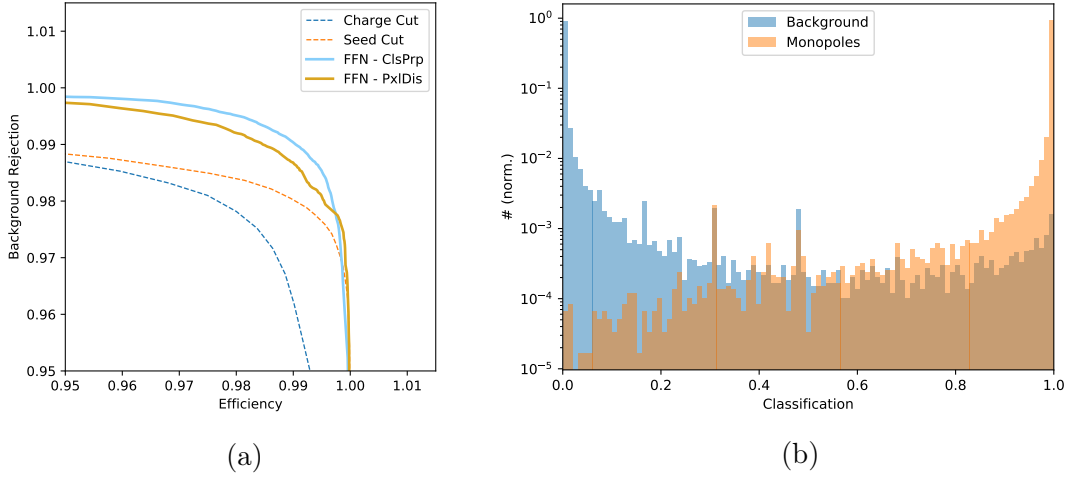 1.01
1.00
0.99
0.98
0.97
0.96
0.95
Background Rejection
0.95 0.96 0.97 0.98 0.99 1.00 1.01
Efficiency
Charge Cut
Seed Cut
FFN - ClsPrp
FFN - PxlDis
(a)
10⁰
10⁻¹
10⁻²
10⁻³
10⁻⁴
10⁻⁵
# (norm.)
0.0 0.2 0.4 0.6 0.8 1.0
Classification
Background
Monopoles
(b)